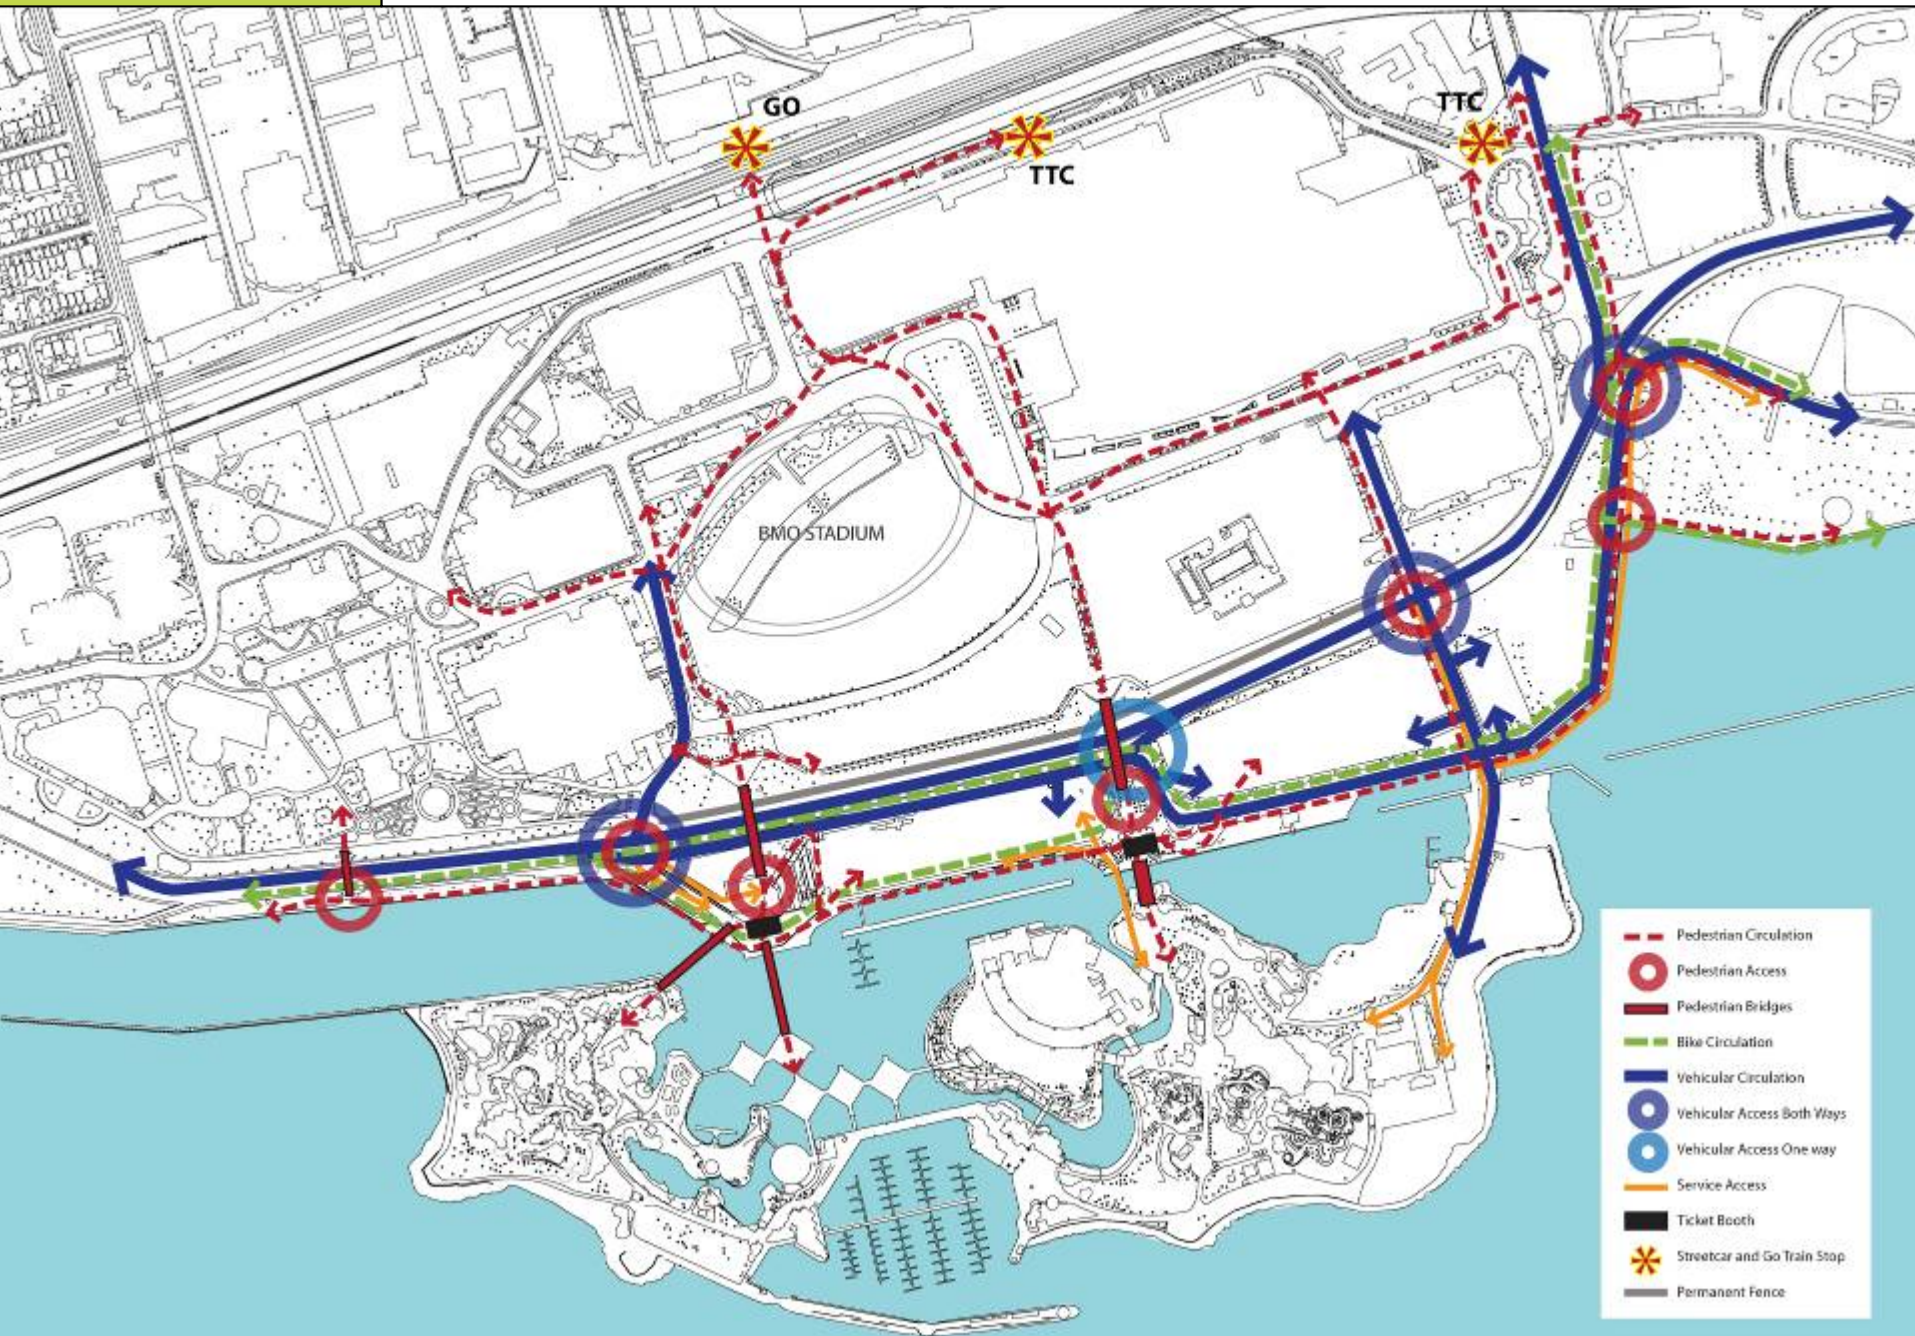 GO
TTC
TTC
BMO STADIUM
Pedestrian Circulation
Pedestrian Access
Pedestrian Bridges
Bike Circulation
Vehicular Circulation
Vehicular Access Both Ways
Vehicular Access One way
Service Access
Ticket Booth
Streetcar and Go Train Stop
Permanent Fence